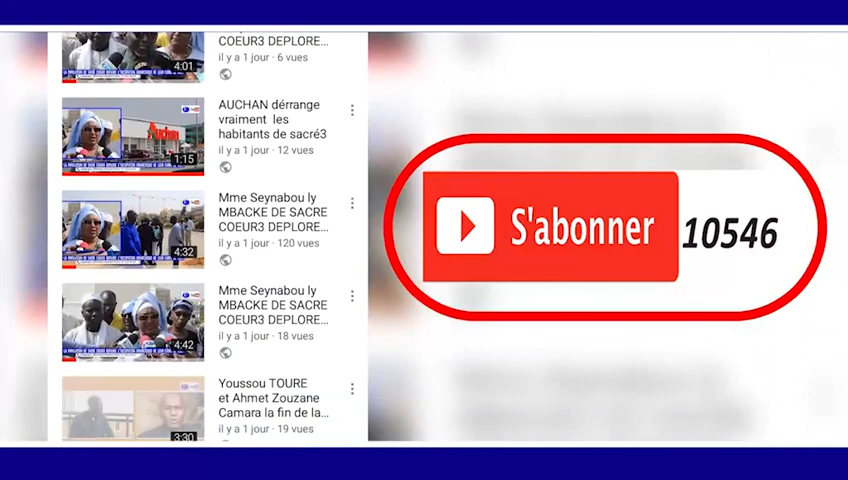 COEUR3 DEPLORE...
il y a 1 jour · 6 vues
4:01
AUCHAN dérrange
vraiment les
habitants de sacré3
il y a 1 jour · 12 vues
Auchan
1:15
Mme Seynabou ly
MBACKE DE SACRE
COEUR3 DEPLORE...
il y a 1 jour · 120 vues
4:32
Mme Seynabou ly
MBACKE DE SACRE
COEUR3 DEPLORE...
il y a 1 jour · 18 vues
4:42
Youssou TOURE
et Ahmet Zouzane
Camara la fin de la...
il y a 1 jour · 19 vues
3:30
S'abonner 10546